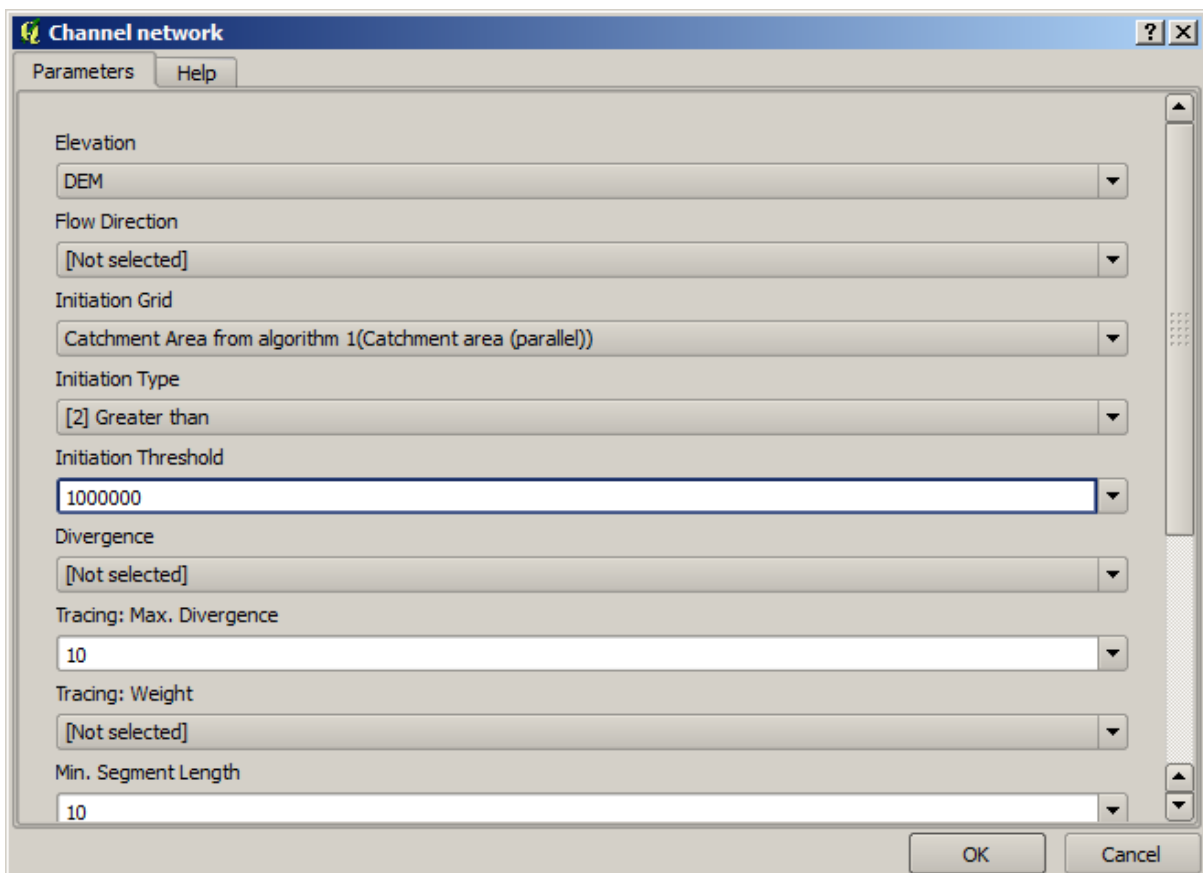 Channel network
Parameters Help
Elevation
DEM
Flow Direction
[Not selected]
Initiation Grid
Catchment Area from algorithm 1(Catchment area (parallel))
Initiation Type
[2] Greater than
Initiation Threshold
1000000
Divergence
[Not selected]
Tracing: Max. Divergence
10
Tracing: Weight
[Not selected]
Min. Segment Length
10
OK Cancel